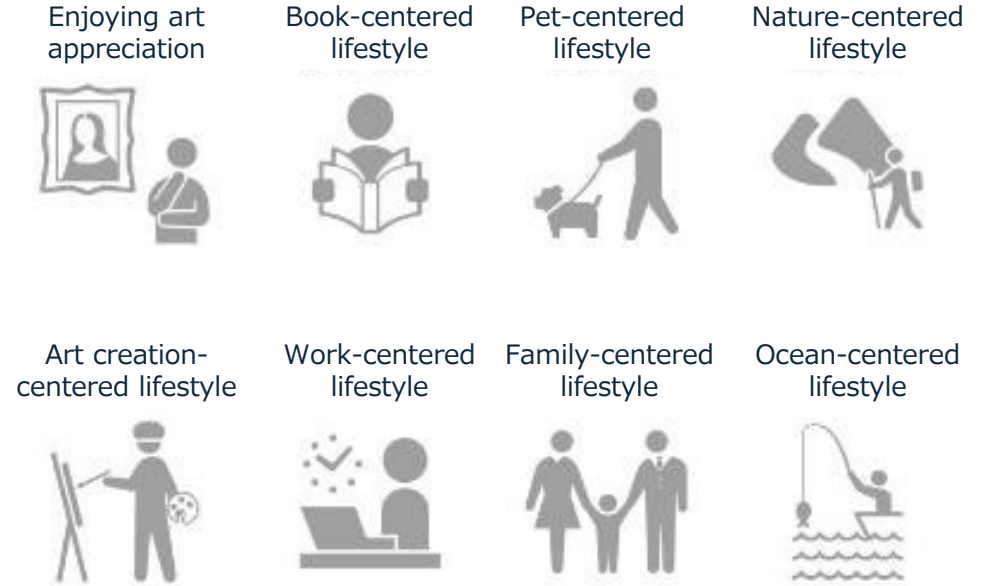 Enjoying art
appreciation
Book-centered
lifestyle
Pet-centered
lifestyle
Nature-centered
lifestyle
Art creation-
centered lifestyle
Work-centered
lifestyle
Family-centered
lifestyle
Ocean-centered
lifestyle